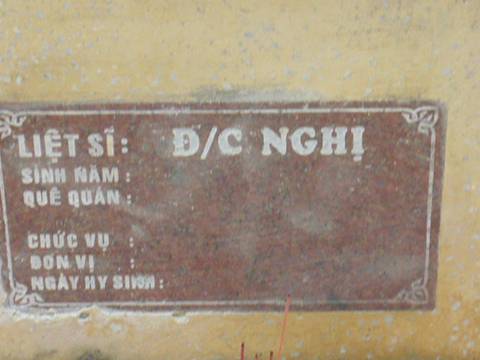 LIỆT SĨ: Đ/C NGHỊ
SINH NĂM :
QUÊ QUÁN :
CHỨC VỤ :
ĐƠN VỊ :
NGÀY HY SINH :